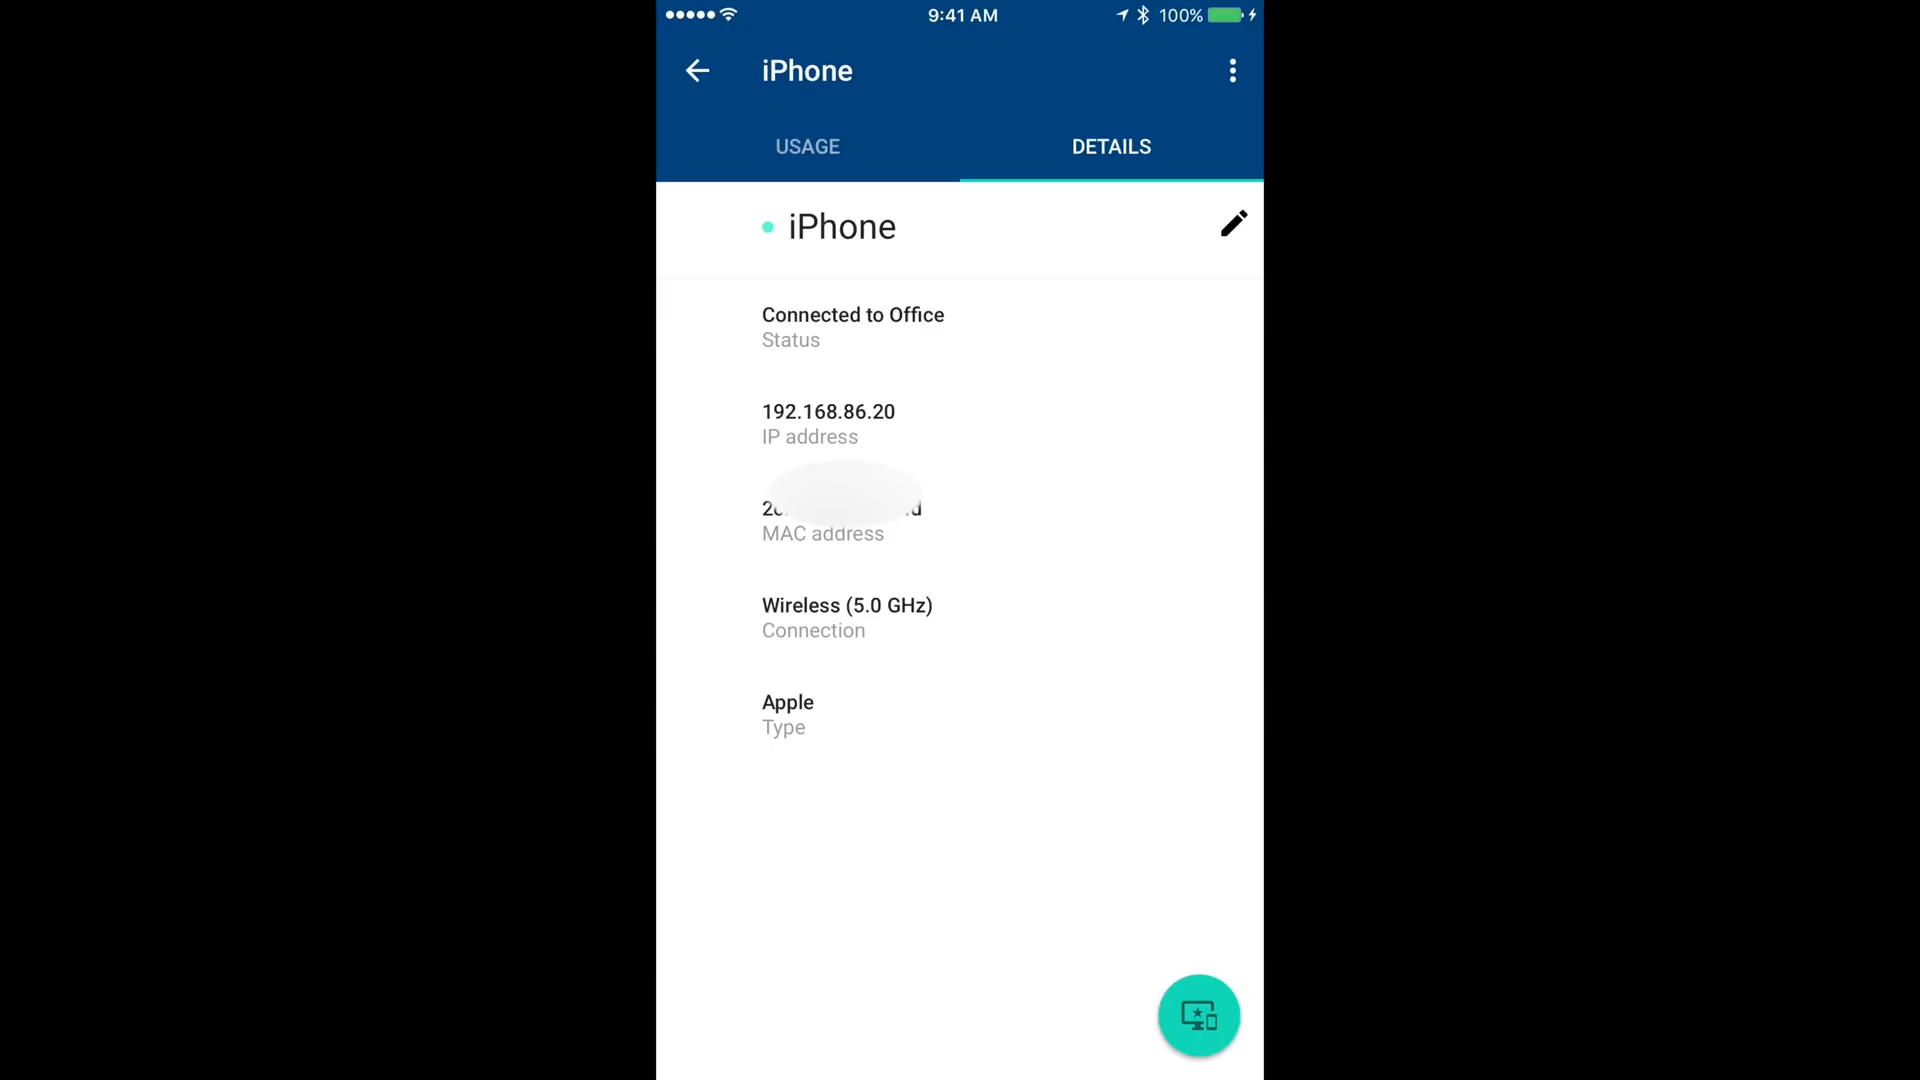 9:41 AM
100%
iPhone
USAGE
DETAILS
iPhone
Connected to Office
Status
192.168.86.20
IP address
MAC address
Wireless (5.0 GHz)
Connection
Apple
Type